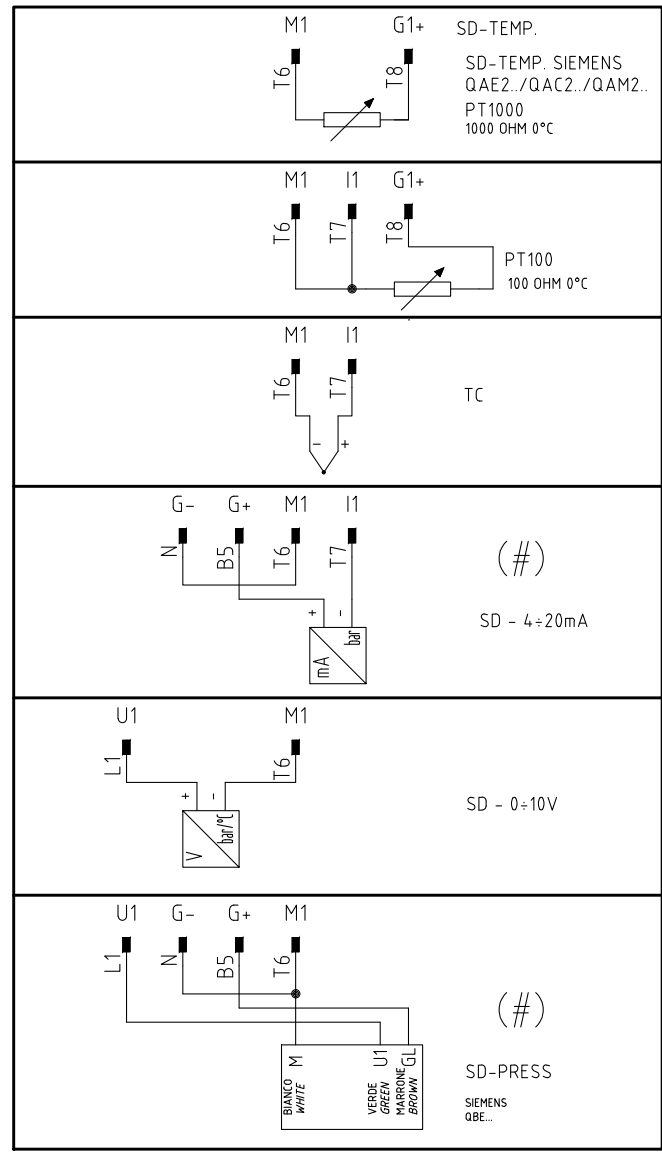 M1 G1+ SD-TEMP.
T6 T8 SD-TEMP. SIEMENS
QAE2../QAC2../QAM2..
PT1000
1000 OHM 0°C
M1 I1 G1+
T6 T7 T8
PT100
100 OHM 0°C
M1 I1
T6 T7
TC
- +
G- G+ M1 I1
N B5 T6 T7
(#)
+ -
SD - 4÷20mA
mA bar
U1 M1
L1 T6
+ -
SD - 0÷10V
V bar/°C
U1 G- G+ M1
L1 N B5 T6
(#)
M U1 GL
BIANCO
WHITE
VERDE
GREEN
MARRONE
BROWN
SD-PRESS
SIEMENS
QBE...